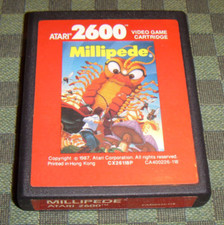 ATARI 2600 VIDEO GAME CARTRIDGE
Millipede
Copyright © 1987, Atari Corporation. All rights reserved.
Printed in Hong Kong
MILLIPEDE
ATARI 2600